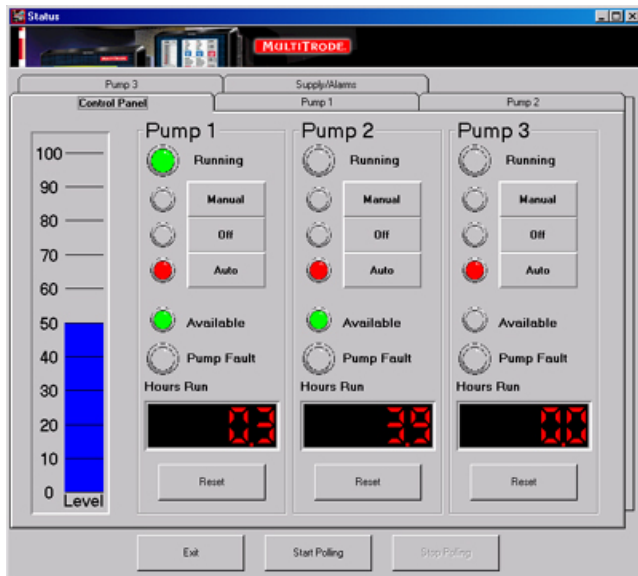 Status
MULTITRODE
Pump 3 Supply/Alarms
Control Panel Pump 1 Pump 2
Pump 1 Pump 2 Pump 3
100
90
80
70
60
50
40
30
20
10
0
Level
Running Running Running
Manual Manual Manual
Off Off Off
Auto Auto Auto
Available Available Available
Pump Fault Pump Fault Pump Fault
Hours Run Hours Run Hours Run
0.3 3.9 0.0
Reset Reset Reset
Exit Start Polling Stop Polling